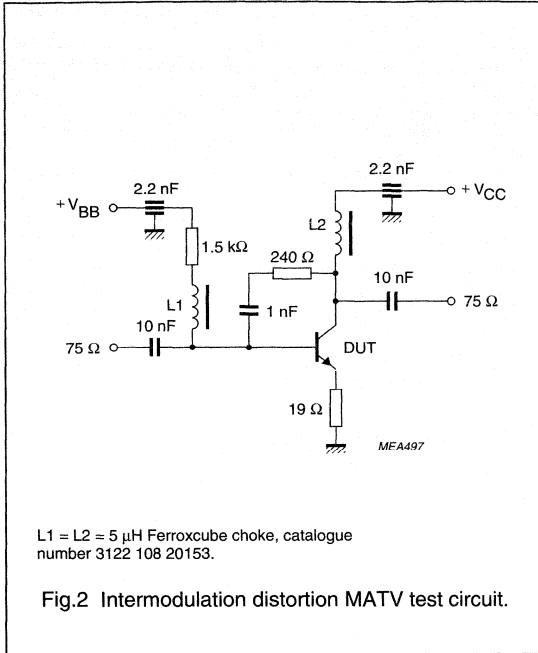 2.2 nF
+ VCC
2.2 nF
+ VBB
L2
1.5 kΩ
240 Ω
10 nF
L1
1 nF
75 Ω
10 nF
75 Ω
DUT
19 Ω
MEA497
L1 = L2 = 5 μH Ferroxcube choke, catalogue
number 3122 108 20153.
Fig.2 Intermodulation distortion MATV test circuit.